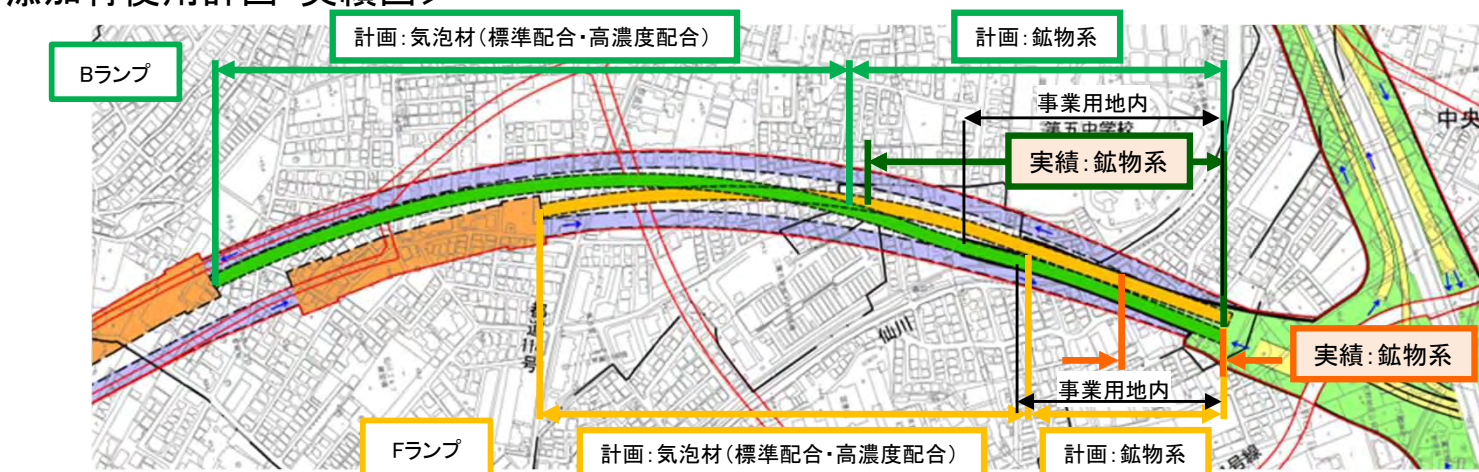 添加材使用計画・実績図＞
計画：気泡材（標準配合・高濃度配合）
計画：鉱物系
Bランプ
事業用地内
第五中学校
中央
実績：鉱物系
都道118号
仙川
実績：鉱物系
事業用地内
Fランプ
計画：気泡材（標準配合・高濃度配合）
計画：鉱物系
号線